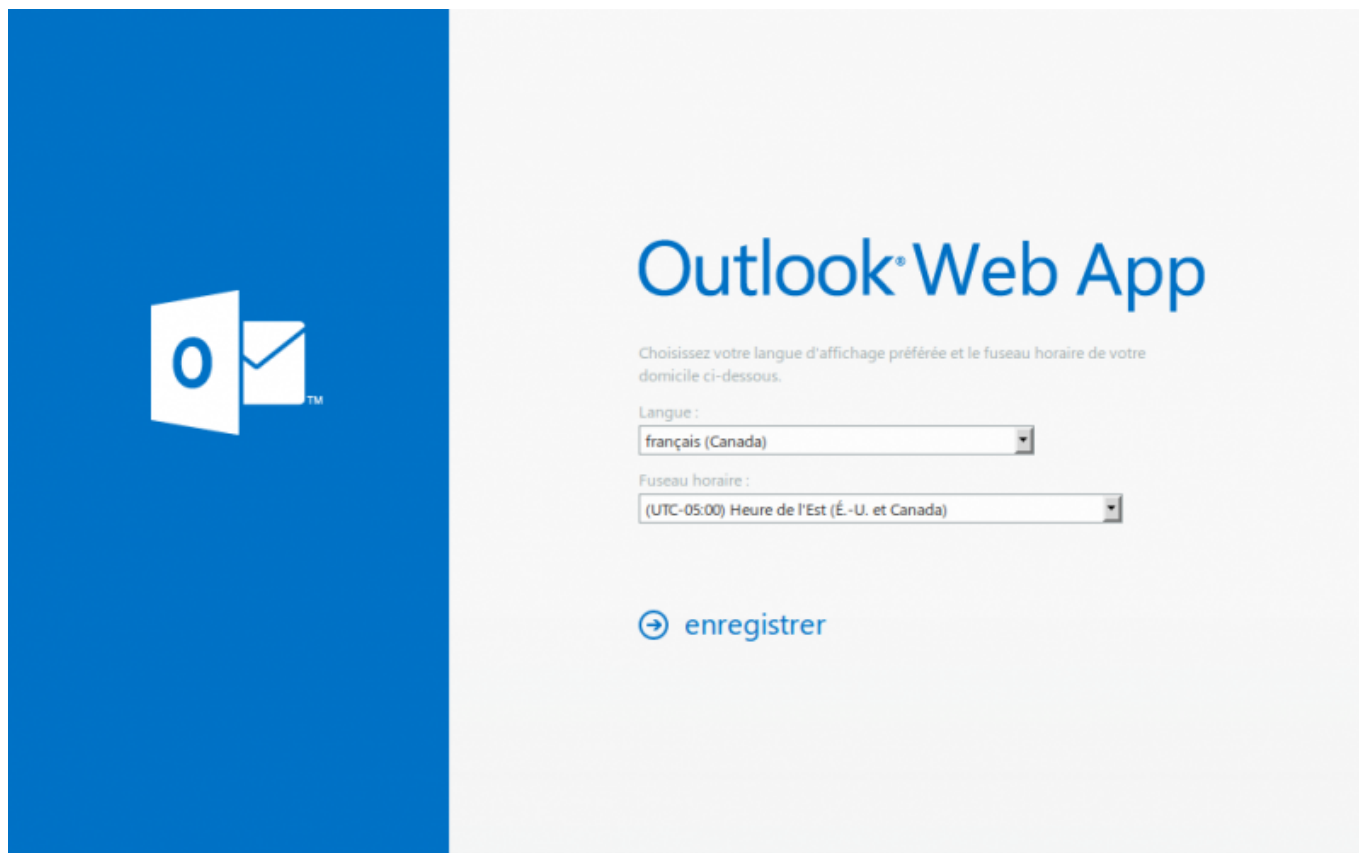 Outlook® Web App
O
TM
Choisissez votre langue d'affichage préférée et le fuseau horaire de votre
domicile ci-dessous.
Langue :
français (Canada)
Fuseau horaire :
(UTC-05:00) Heure de l'Est (É.-U. et Canada)
enregistrer